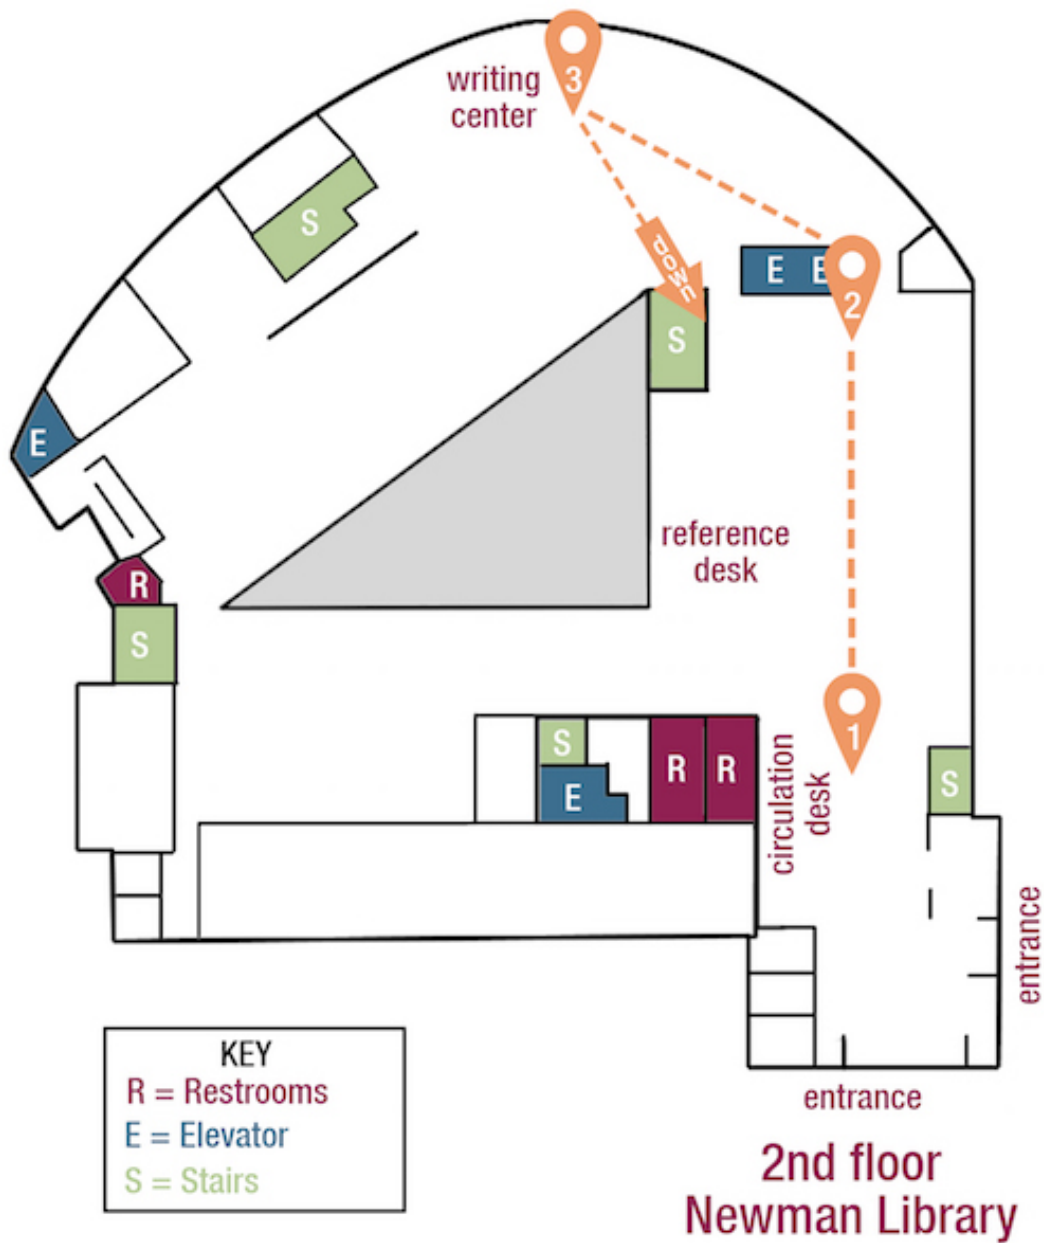 3
writing
center
S
down
E E
2
S
E
reference
desk
R
S
1
S
R R
E
circulation
desk
S
entrance
KEY
R = Restrooms
E = Elevator
S = Stairs
entrance
2nd floor
Newman Library